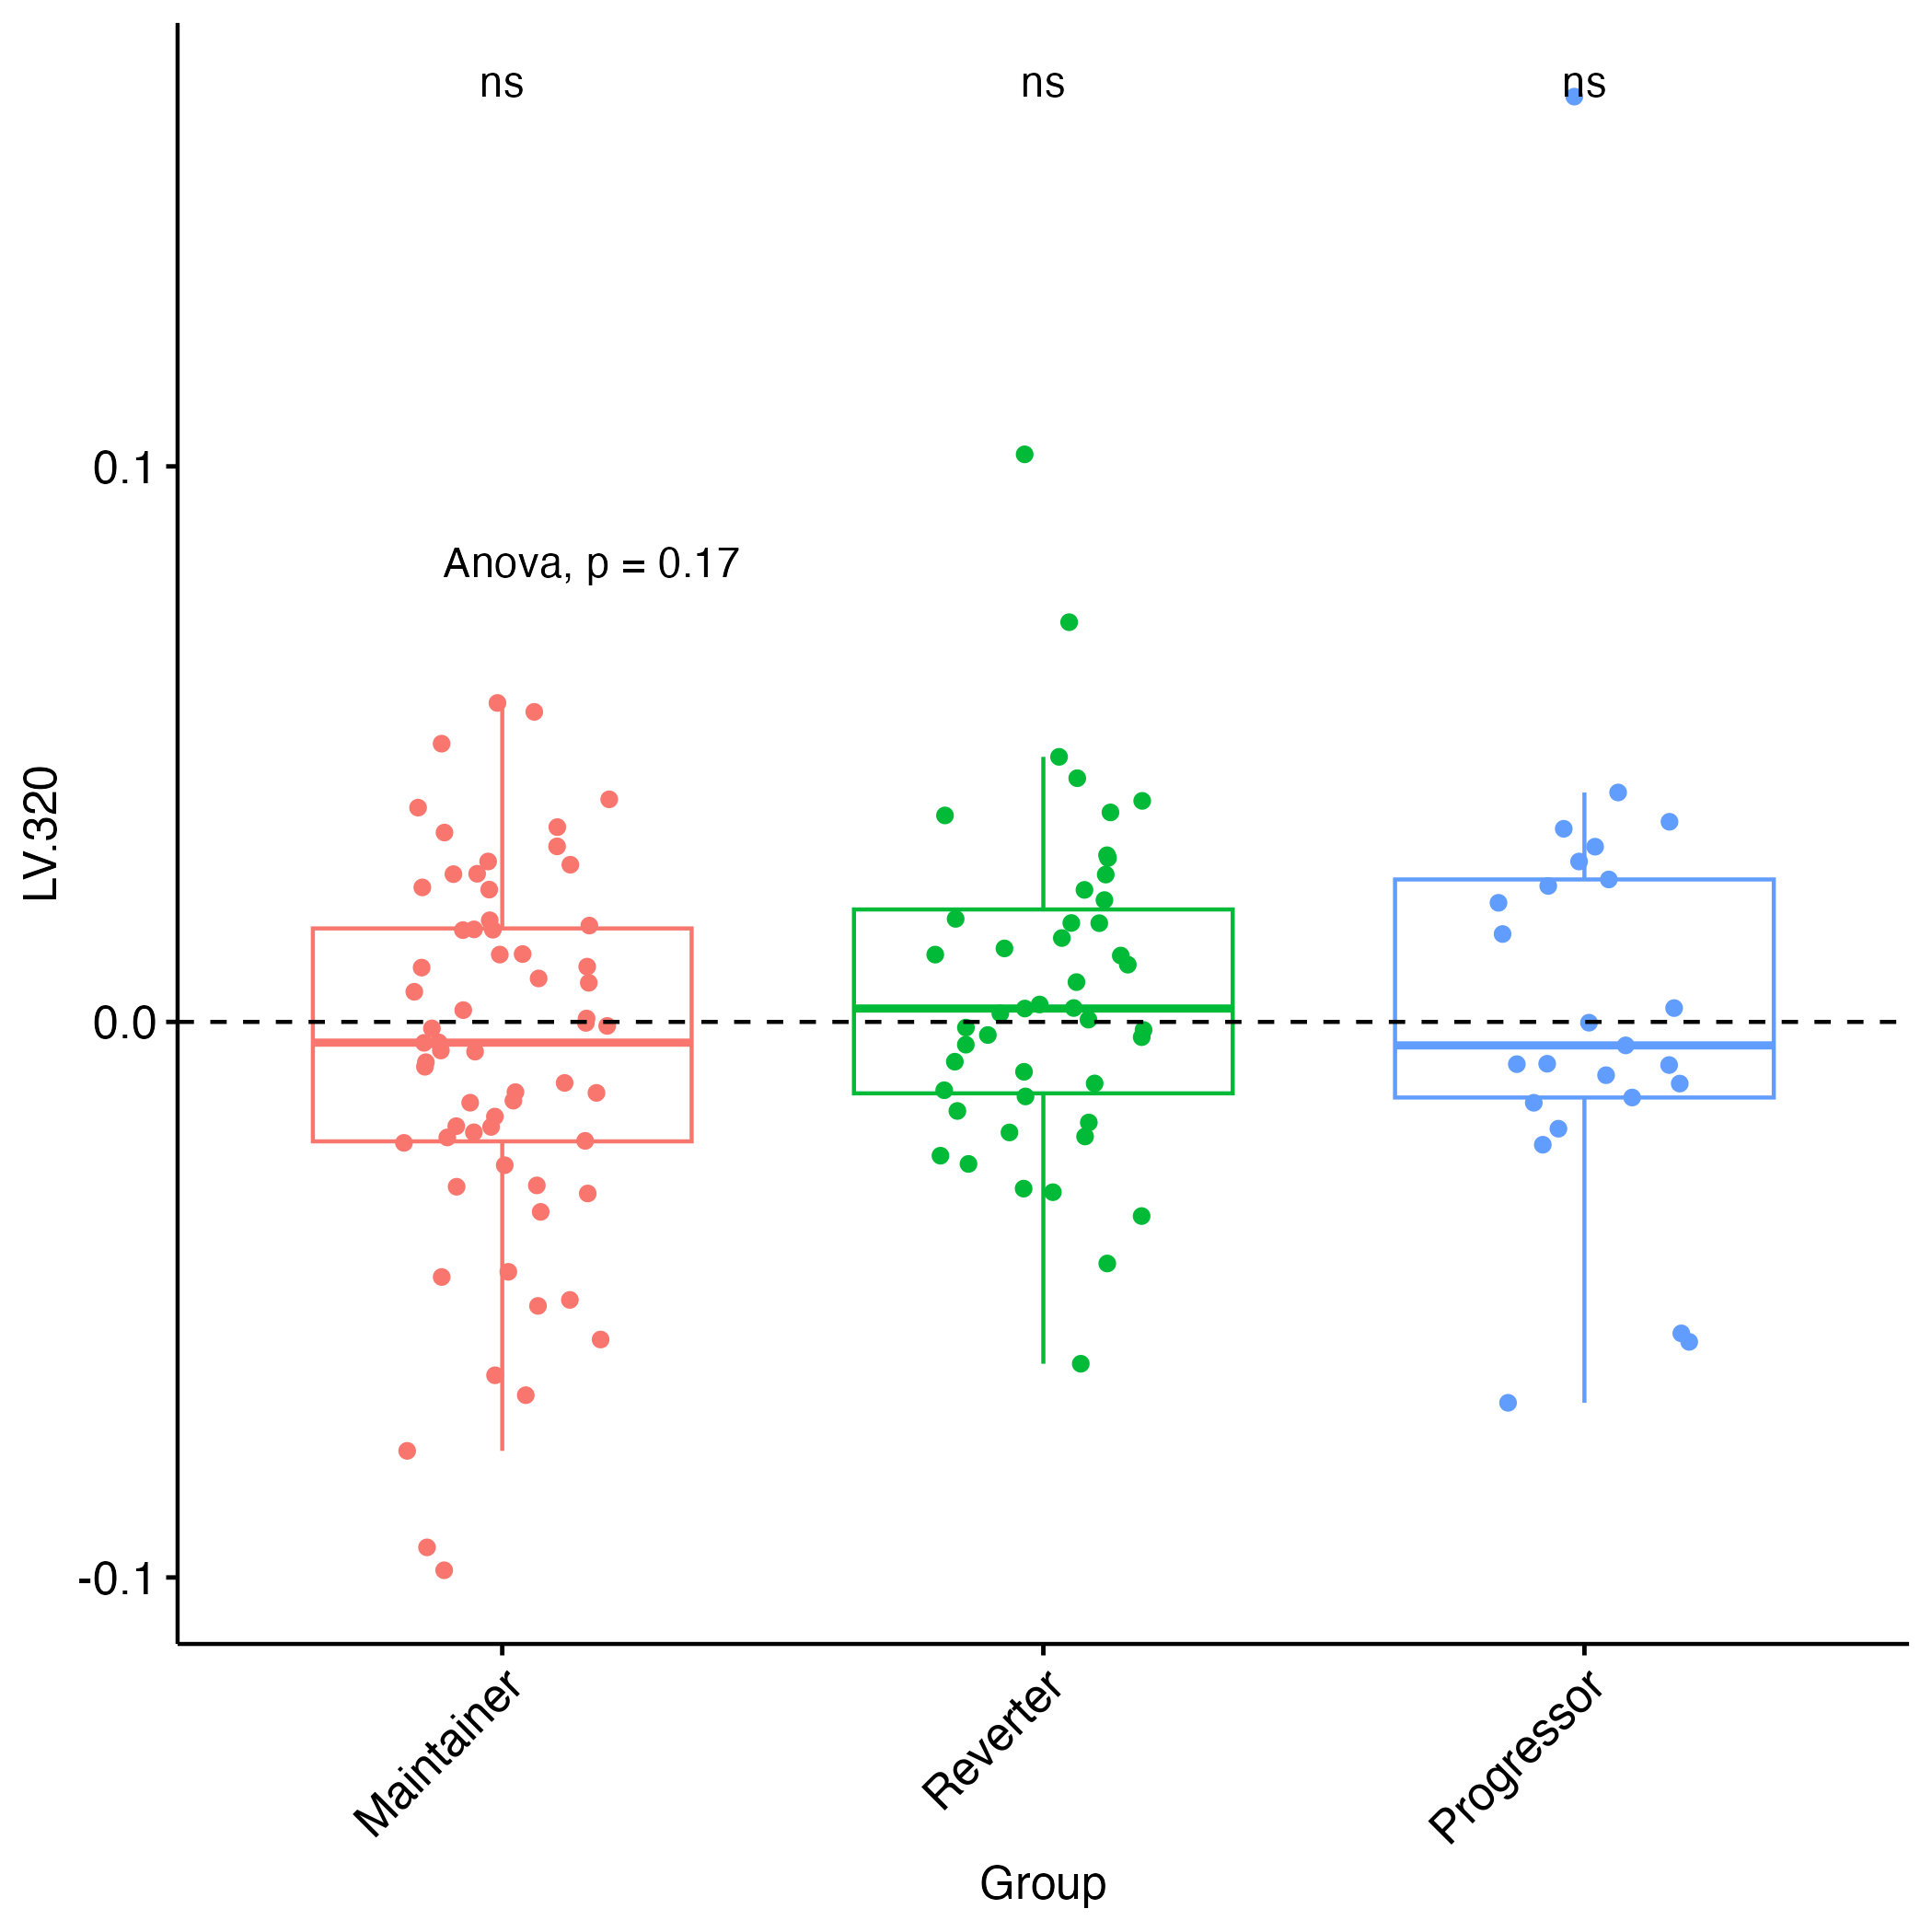 ns ns ns
0.1
Anova, p = 0.17
LV.320
0.0
-0.1
Maintainer Reverter Progressor
Group